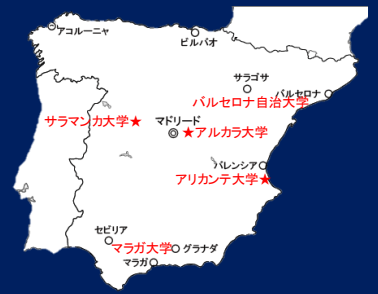 アコルーニャ
ビルバオ
サラゴサ
バルセロナ
バルセロナ自治大学
サラマンカ大学★
マドリード
★アルカラ大学
バレンシア
アリカンテ大学★
セビリア
マラガ大学
グラナダ
マラガ